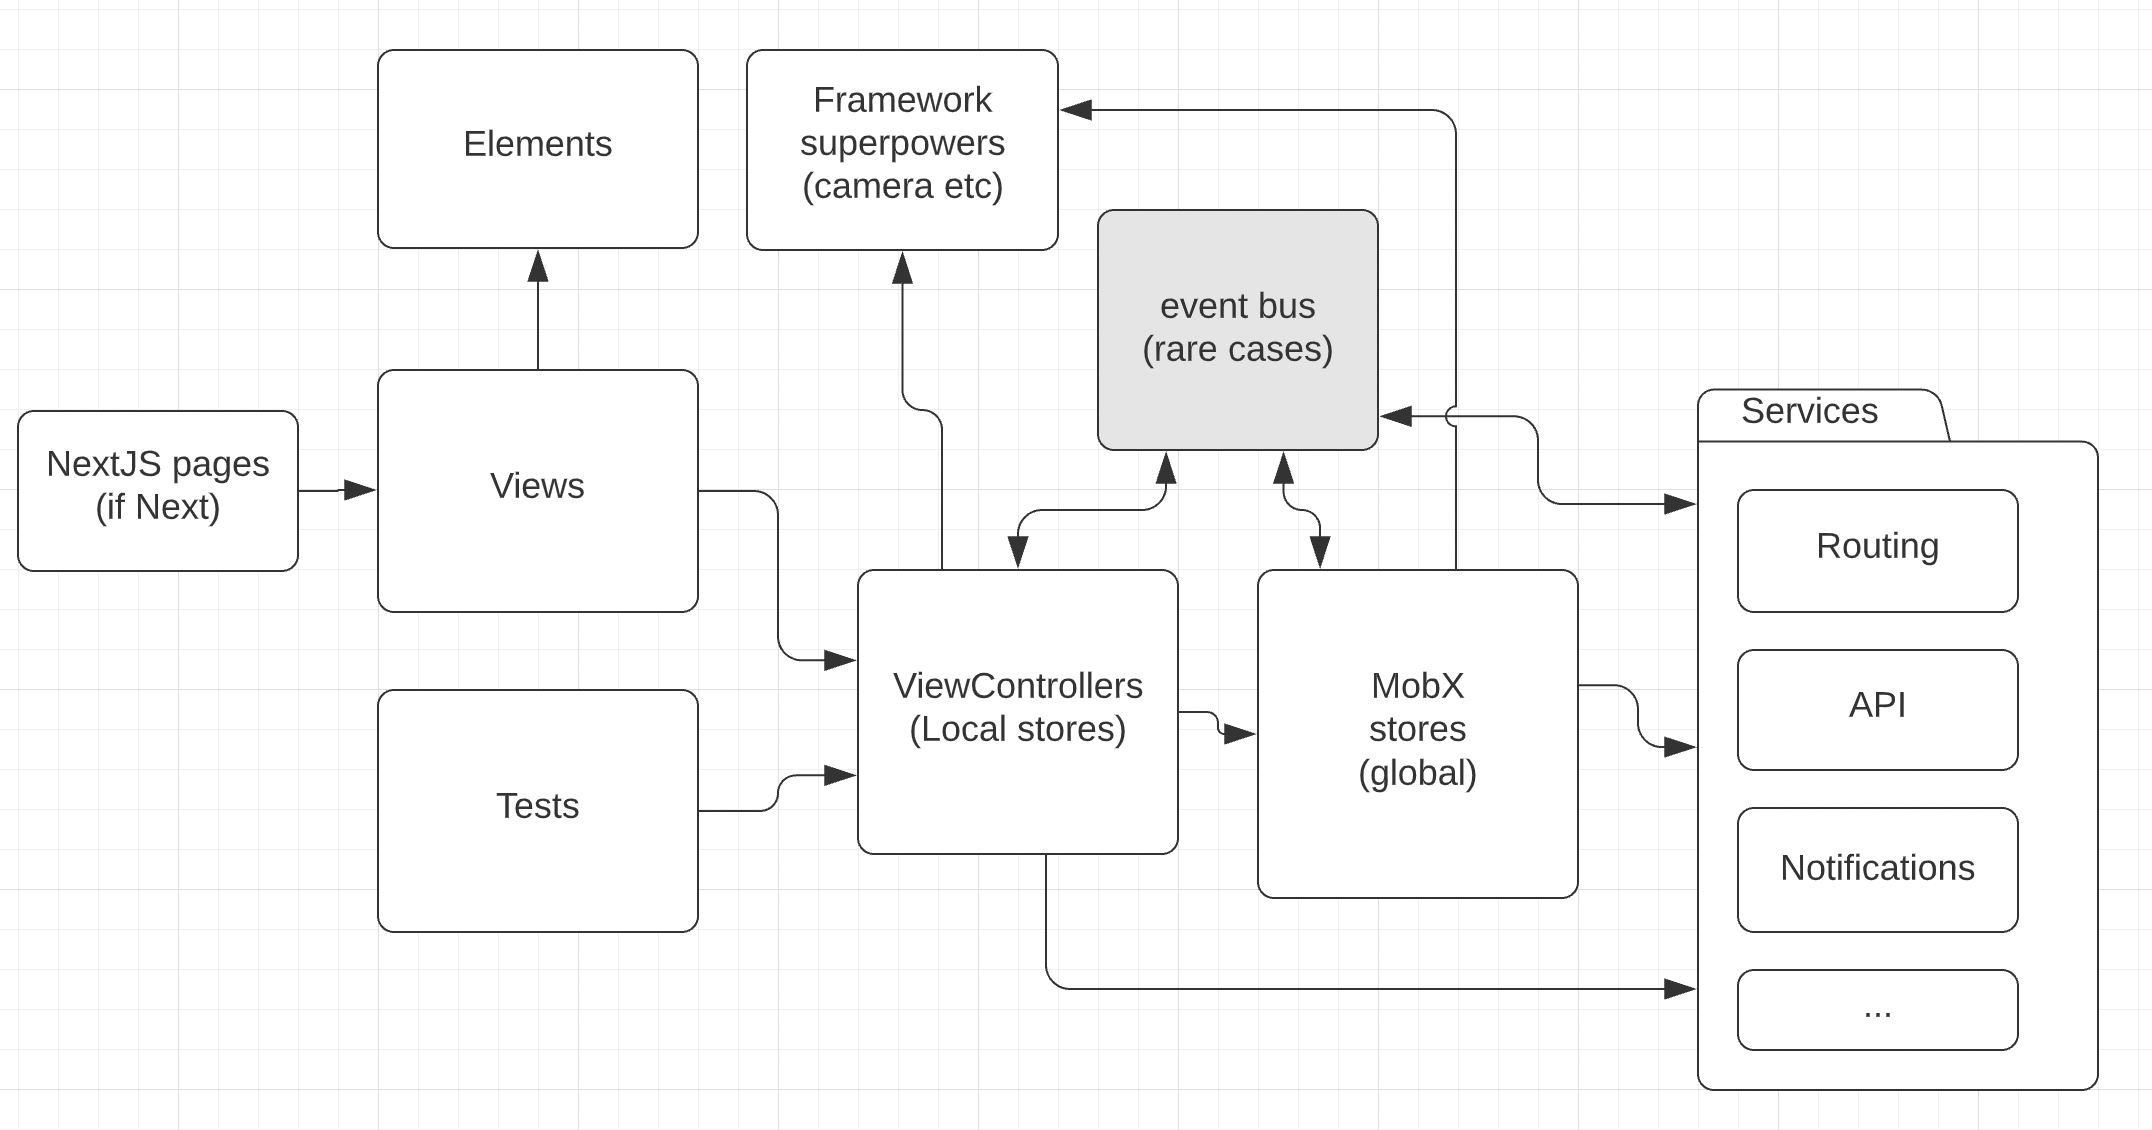 Elements
Framework
superpowers
(camera etc)
event bus
(rare cases)
NextJS pages
(if Next)
Views
Services
Routing
ViewControllers
(Local stores)
MobX
stores
(global)
API
Tests
Notifications
...